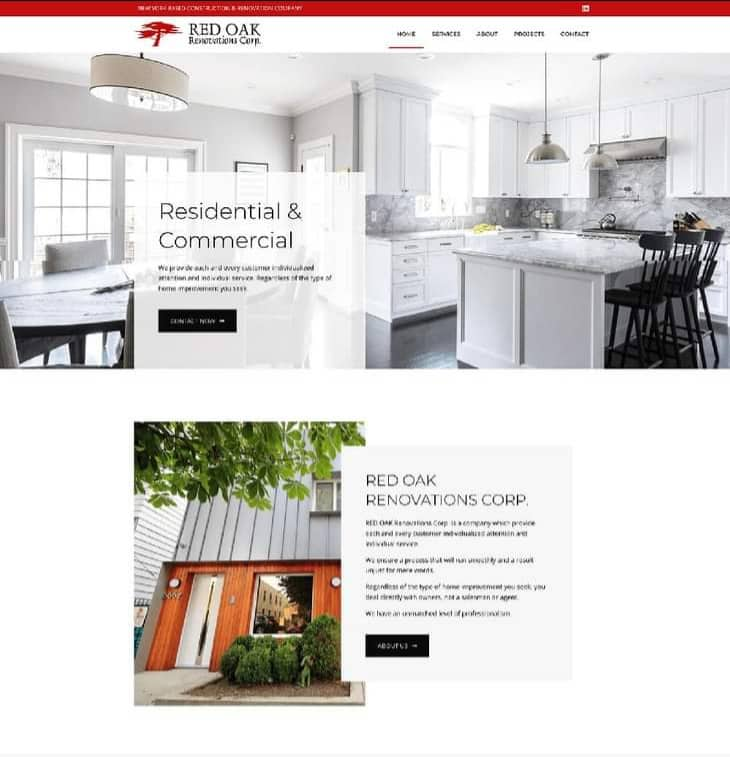 NEW YORK BASED CONSTRUCTION & RENOVATION COMPANY
RED OAK
Renovations Corp.
HOME SERVICES ABOUT PROJECTS CONTACT
Residential &
Commercial
We provide each and every customer individualized
attention and individual service. Regardless of the type of
home improvement you seek.
CONTACT NOW
RED OAK
RENOVATIONS CORP.
RED OAK Renovations Corp. is a company which provide
each and every customer individualized attention and
individual service.
We ensure a process that will run smoothly and a result
unjust for mere words.
Regardless of the type of home improvement you seek, you
deal directly with owners, not a salesman or agent.
We have an unmatched level of professionalism.
ABOUT US